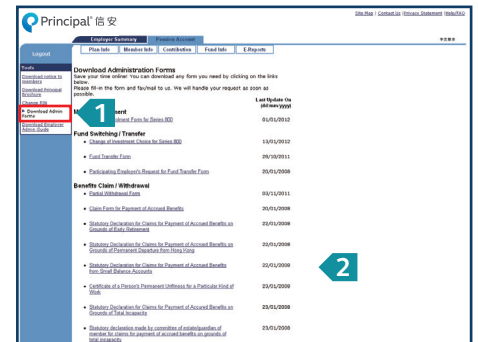 Site Map | Contact Us | Privacy Statement | Help/FAQ
Principal 信安
Employer Summary
Pension Account
中文简体
Logout
Plan Info
Member Info
Contribution
Fund Info
E-Reports
Tools
Download notice to members
Download Principal Brochure
Change PIN
Download Admin Forms
Download Employer Admin Guide
Download Administration Forms
Save your time online! You can download any form you need by clicking on the links
below.
Please fill-in the form and fax/mail to us. We will handle your request as soon as
possible.
Last Update On
(dd/mm/yyyy)
1
Form for Series 800 01/01/2012
Fund Switching / Transfer
Change of Investment Choice for Series 800 13/01/2012
Fund Transfer Form 28/10/2011
Participating Employer's Request for Fund Transfer Form 20/01/2008
Benefits Claim / Withdrawal
Partial Withdrawal Form 03/11/2011
Claim Form for Payment of Accrued Benefits 20/01/2008
Statutory Declaration for Claims for Payment of Accrued Benefits on 22/01/2008
Grounds of Early Retirement
Statutory Declaration for Claims for Payment of Accrued Benefits on 22/01/2008
Grounds of Permanent Departure from Hong Kong
Statutory Declaration for Claims for Payment of Accrued Benefits 22/01/2008
from Small Balance Accounts
2
Certificate of a Person's Permanent Unfitness for a Particular Kind of 23/01/2008
Work
Statutory Declaration for Claims for Payment of Accured Benefits on 23/01/2008
Grounds of Total Incapacity
Statutory declaration made by committee of estate/guardian of 23/01/2008
member for claims for payment of accrued benefits on grounds of
total incapacity